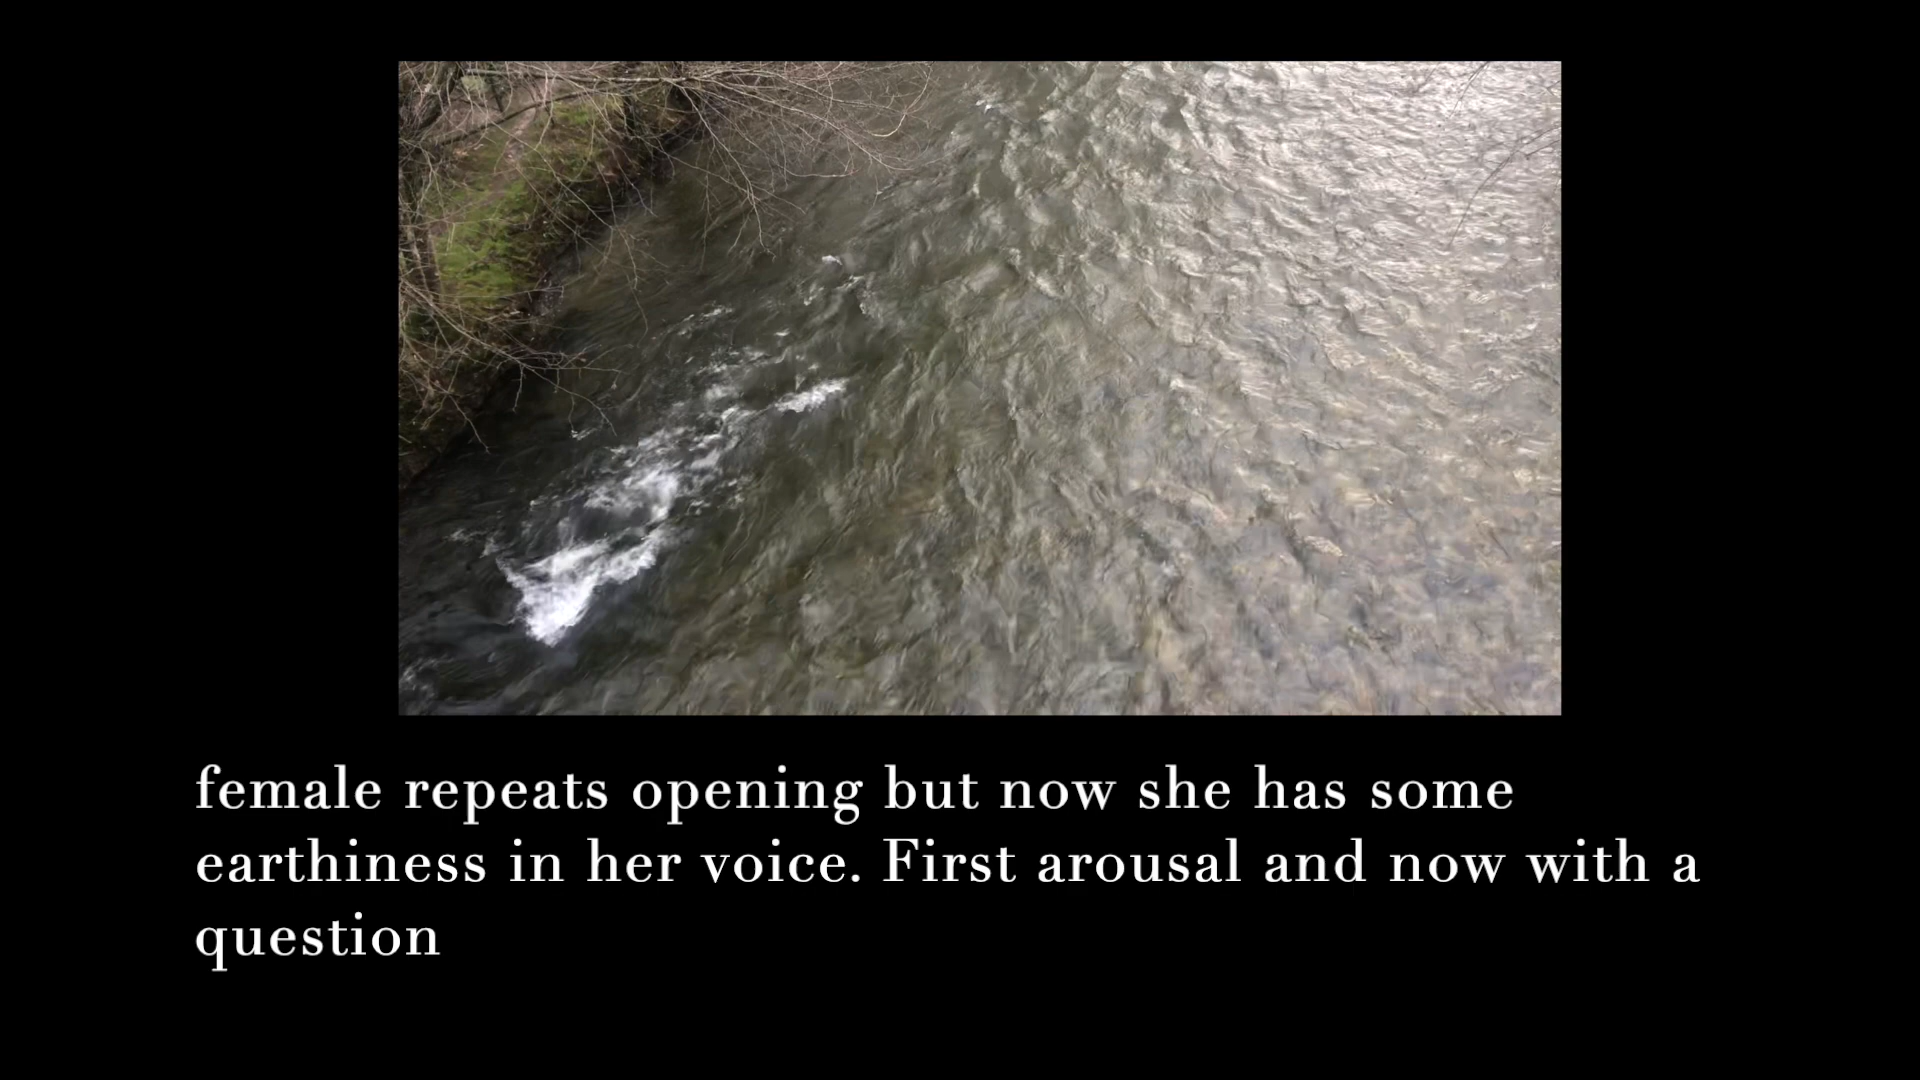 female repeats opening but now she has some
earthiness in her voice. First arousal and now with a
question